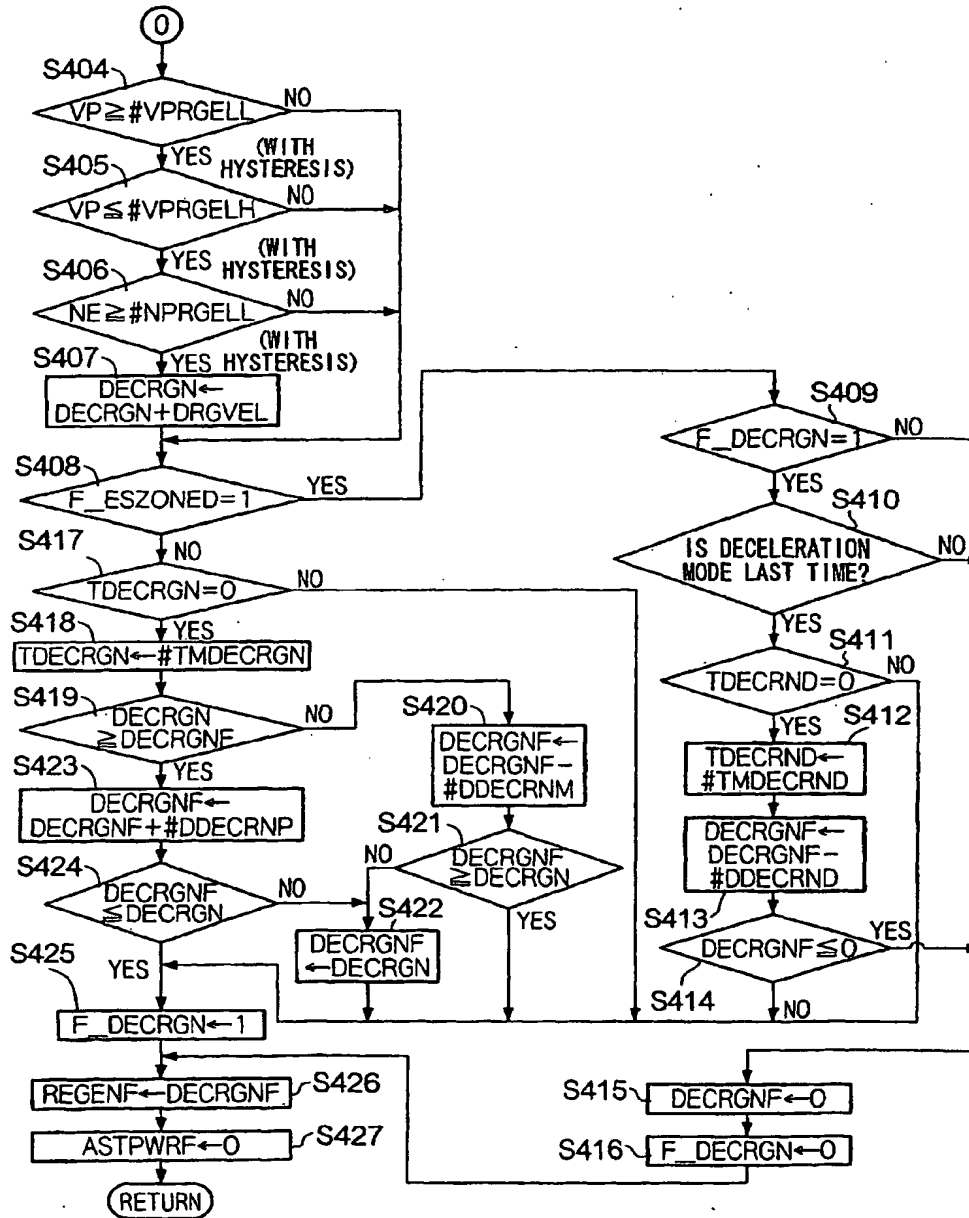 O
S404
VP≧#VPRGELL
NO
YES
(WITH
HYSTERESIS)
S405
VP≦#VPRGELH
NO
YES
(WITH
HYSTERESIS)
S406
NE≧#NPRGELL
NO
YES
(WITH
HYSTERESIS)
S407
DECRGN←
DECRGN+DRGVEL
S408
F_ESZONED=1
YES
NO
S417
TDECRGN=0
NO
YES
S418
TDECRGN←#TMDECRGN
S419
DECRGN
≧DECRGNF
NO
YES
S420
DECRGNF←
DECRGNF−
#DDECRNM
S421
DECRGNF
≧DECRGN
NO
YES
S422
DECRGNF
←DECRGN
S423
DECRGNF←
DECRGNF+#DDECRNP
S424
DECRGNF
≦DECRGN
NO
YES
S425
F_DECRGN←1
REGENF←DECRGNF
S426
ASTPWRF←0
S427
RETURN
S409
F_DECRGN=1
NO
YES
S410
IS DECELERATION
MODE LAST TIME?
NO
YES
S411
TDECRND=0
NO
YES
S412
TDECRND←
#TMDECRND
DECRGNF←
DECRGNF−
#DDECRND
S413
DECRGNF≦0
YES
S414
NO
S415
DECRGNF←0
S416
F_DECRGN←0